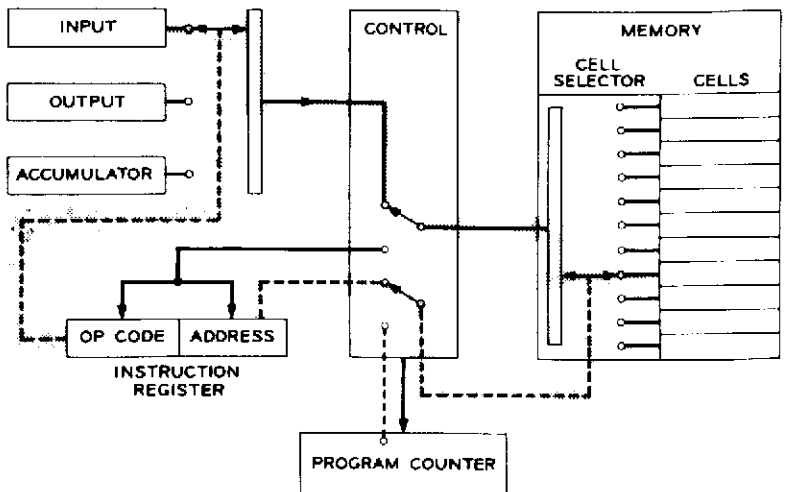 INPUT
OUTPUT
ACCUMULATOR
OP CODE
ADDRESS
INSTRUCTION
REGISTER
CONTROL
PROGRAM COUNTER
MEMORY
CELL
SELECTOR
CELLS